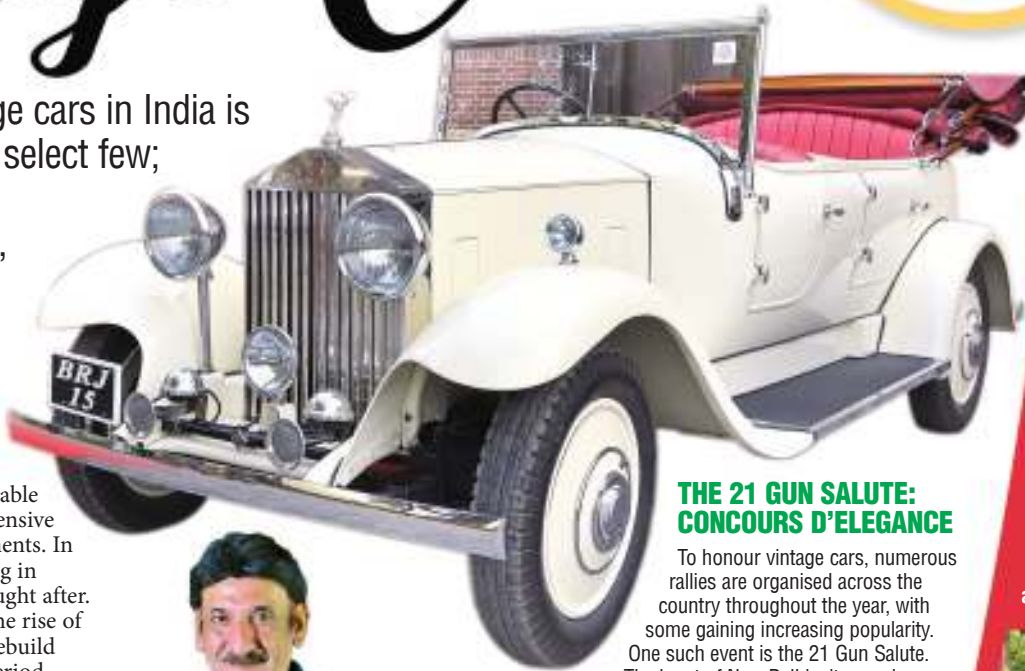 ge cars in India is
select few;
,
BRJ
15
able
ensive
ents. In
g in
ught after.
ne rise of
ebuild
eriod
THE 21 GUN SALUTE:
CONCOURS D’ELEGANCE
To honour vintage cars, numerous
rallies are organised across the
country throughout the year, with
some gaining increasing popularity.
One such event is the 21 Gun Salute.
a